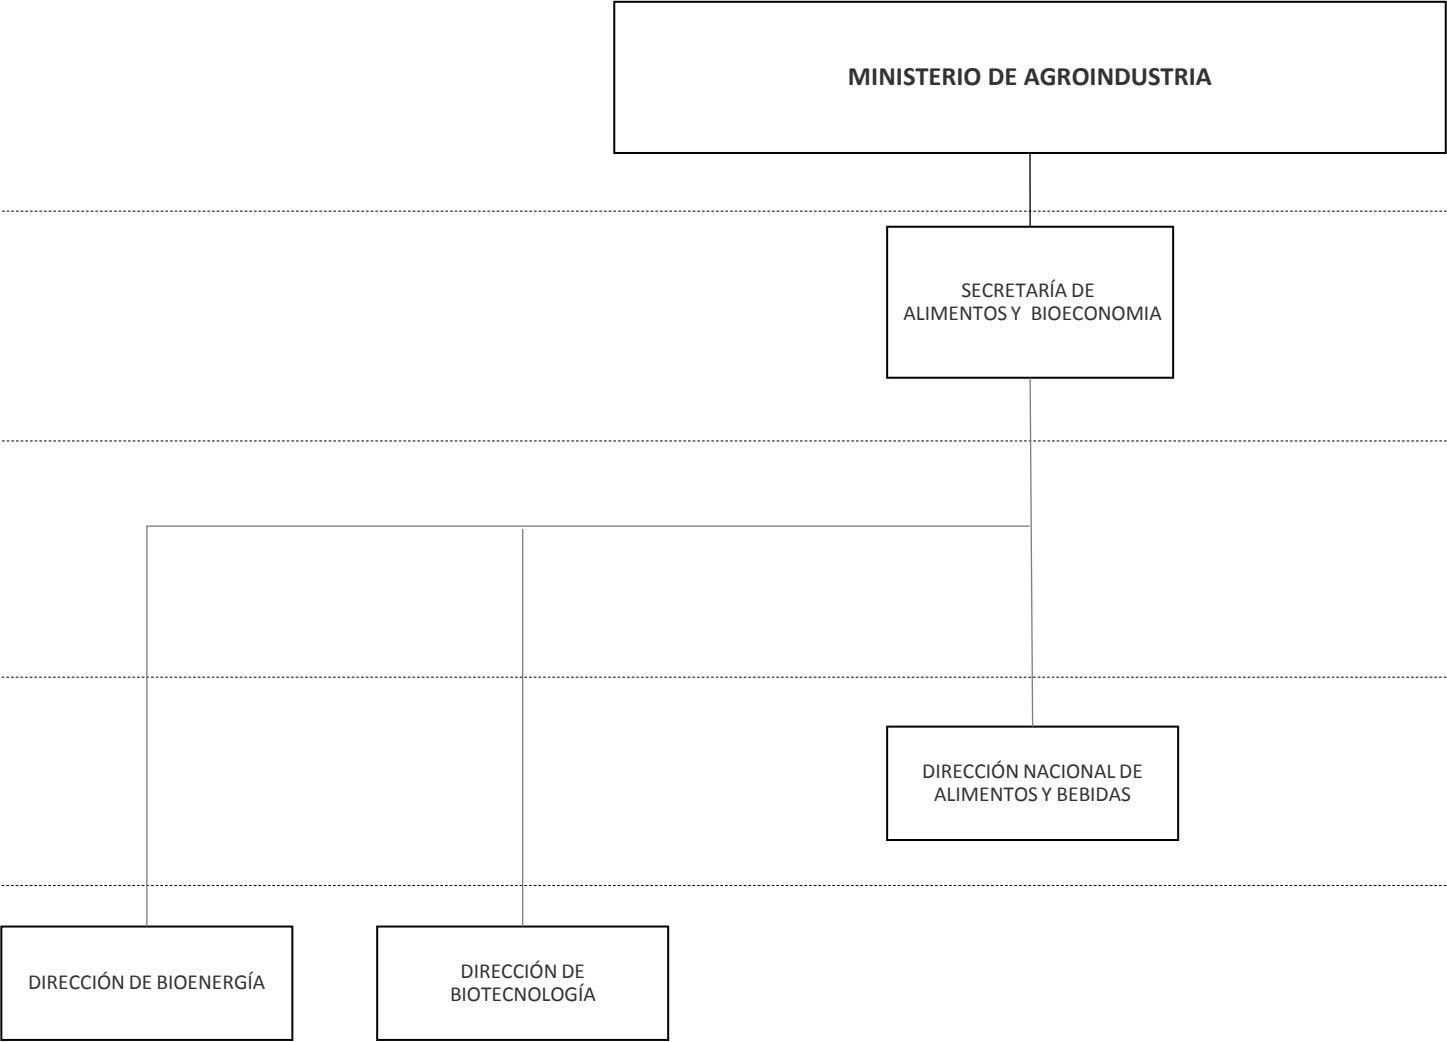 MINISTERIO DE AGROINDUSTRIA
SECRETARÍA DE
ALIMENTOS Y  BIOECONOMIA
DIRECCIÓN NACIONAL DE
ALIMENTOS Y BEBIDAS
DIRECCIÓN DE BIOENERGÍA
DIRECCIÓN DE
BIOTECNOLOGÍA